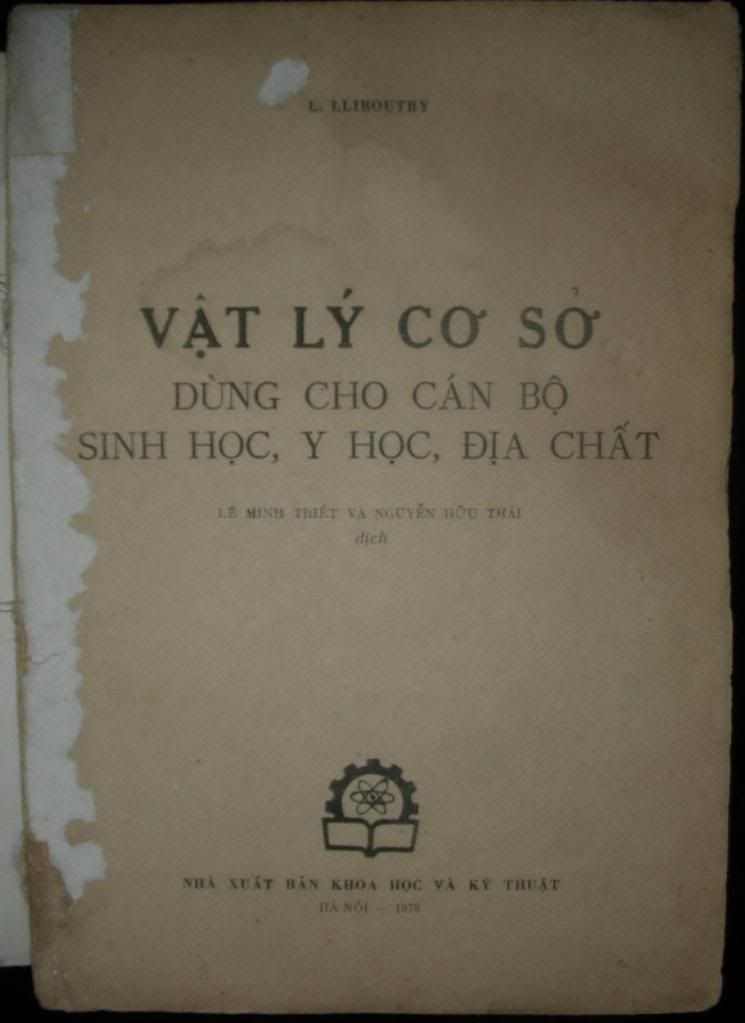 L. LLIBOUTRY
VẬT LÝ CƠ SỞ
DÙNG CHO CÁN BỘ
SINH HỌC, Y HỌC, ĐỊA CHẤT
LÊ MINH TRIẾT VÀ NGUYỄN HỮU THÁI
dịch
NHÀ XUẤT BẢN KHOA HỌC VÀ KỸ THUẬT
HÀ NỘI — 1978